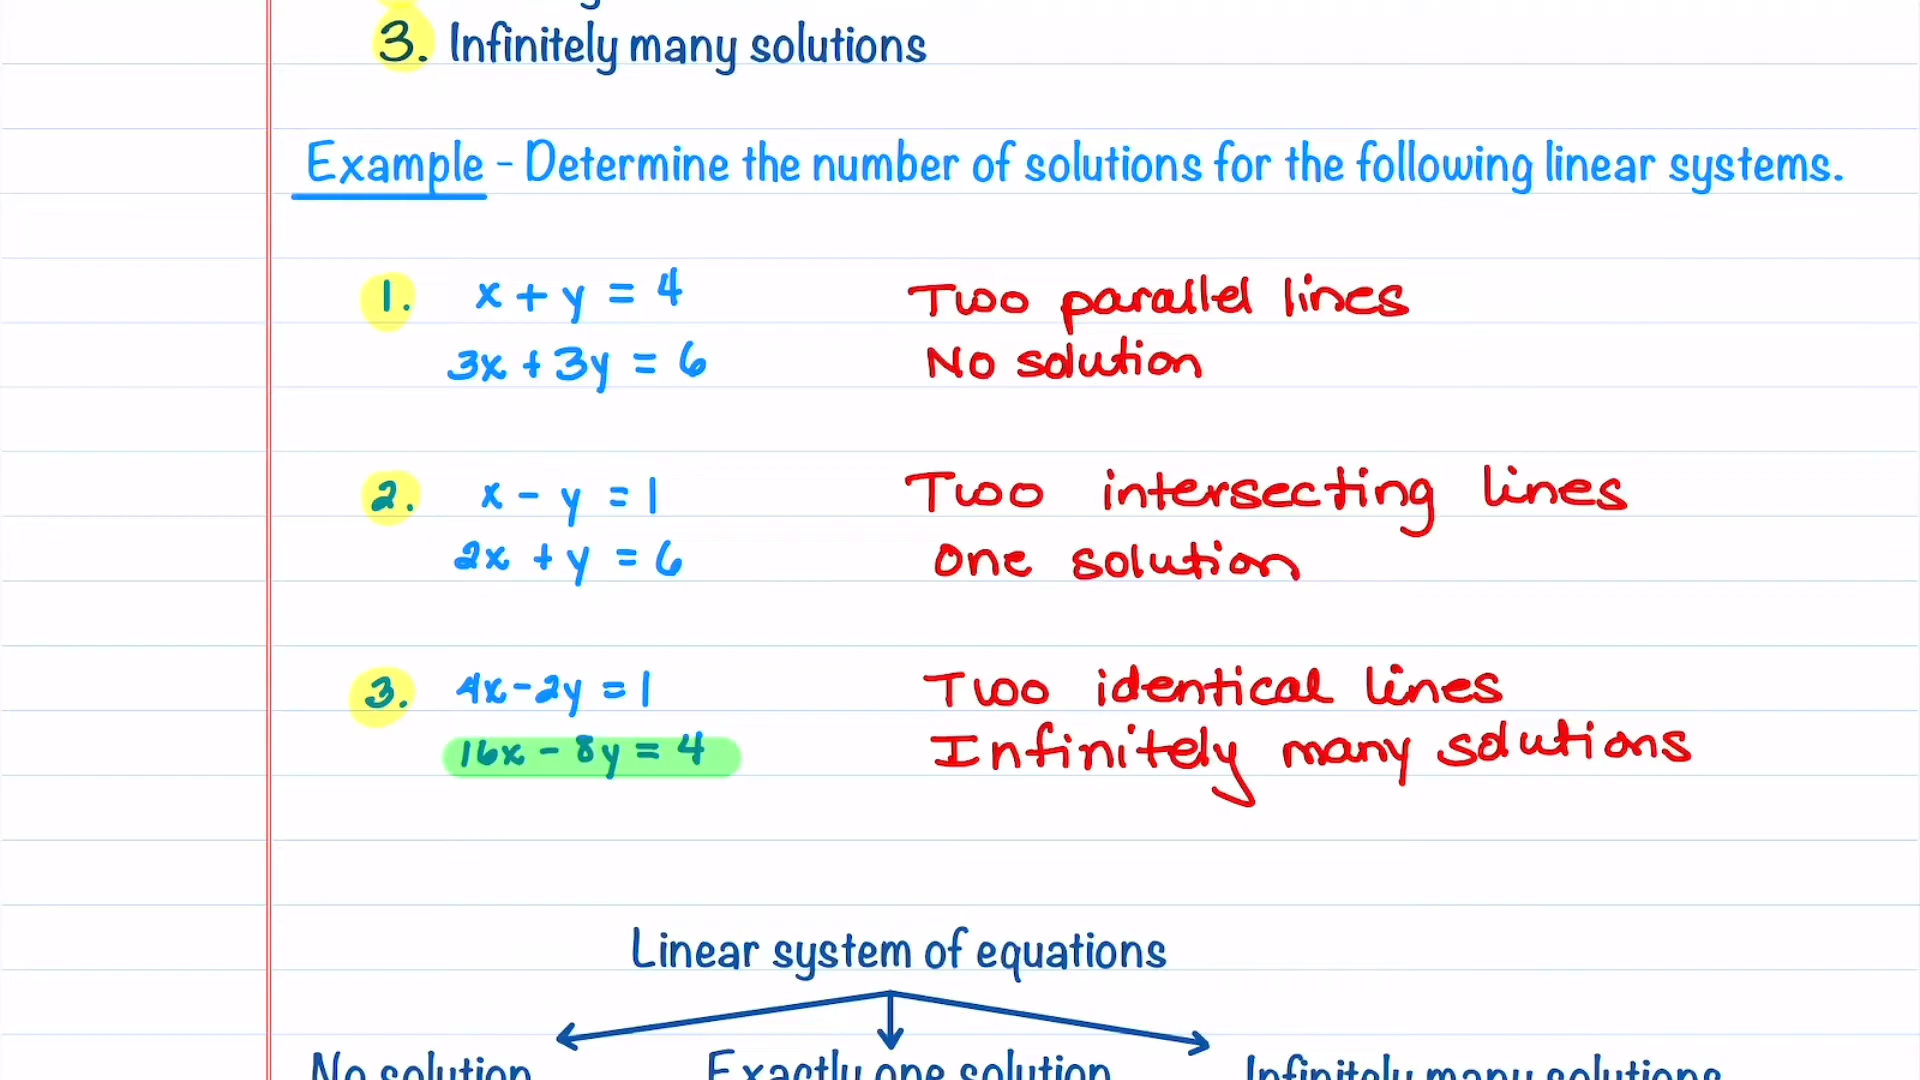 3. Infinitely many solutions
Example - Determine the number of solutions for the following linear systems.
1. x + y = 4 Two parallel lines
3x + 3y = 6 No solution
2. x - y = 1 Two intersecting lines
2x + y = 6 One solution
3. 4x - 2y = 1 Two identical lines
16x - 8y = 4 Infinitely many solutions
Linear system of equations
No solution Exactly one solution Infinitely many solutions